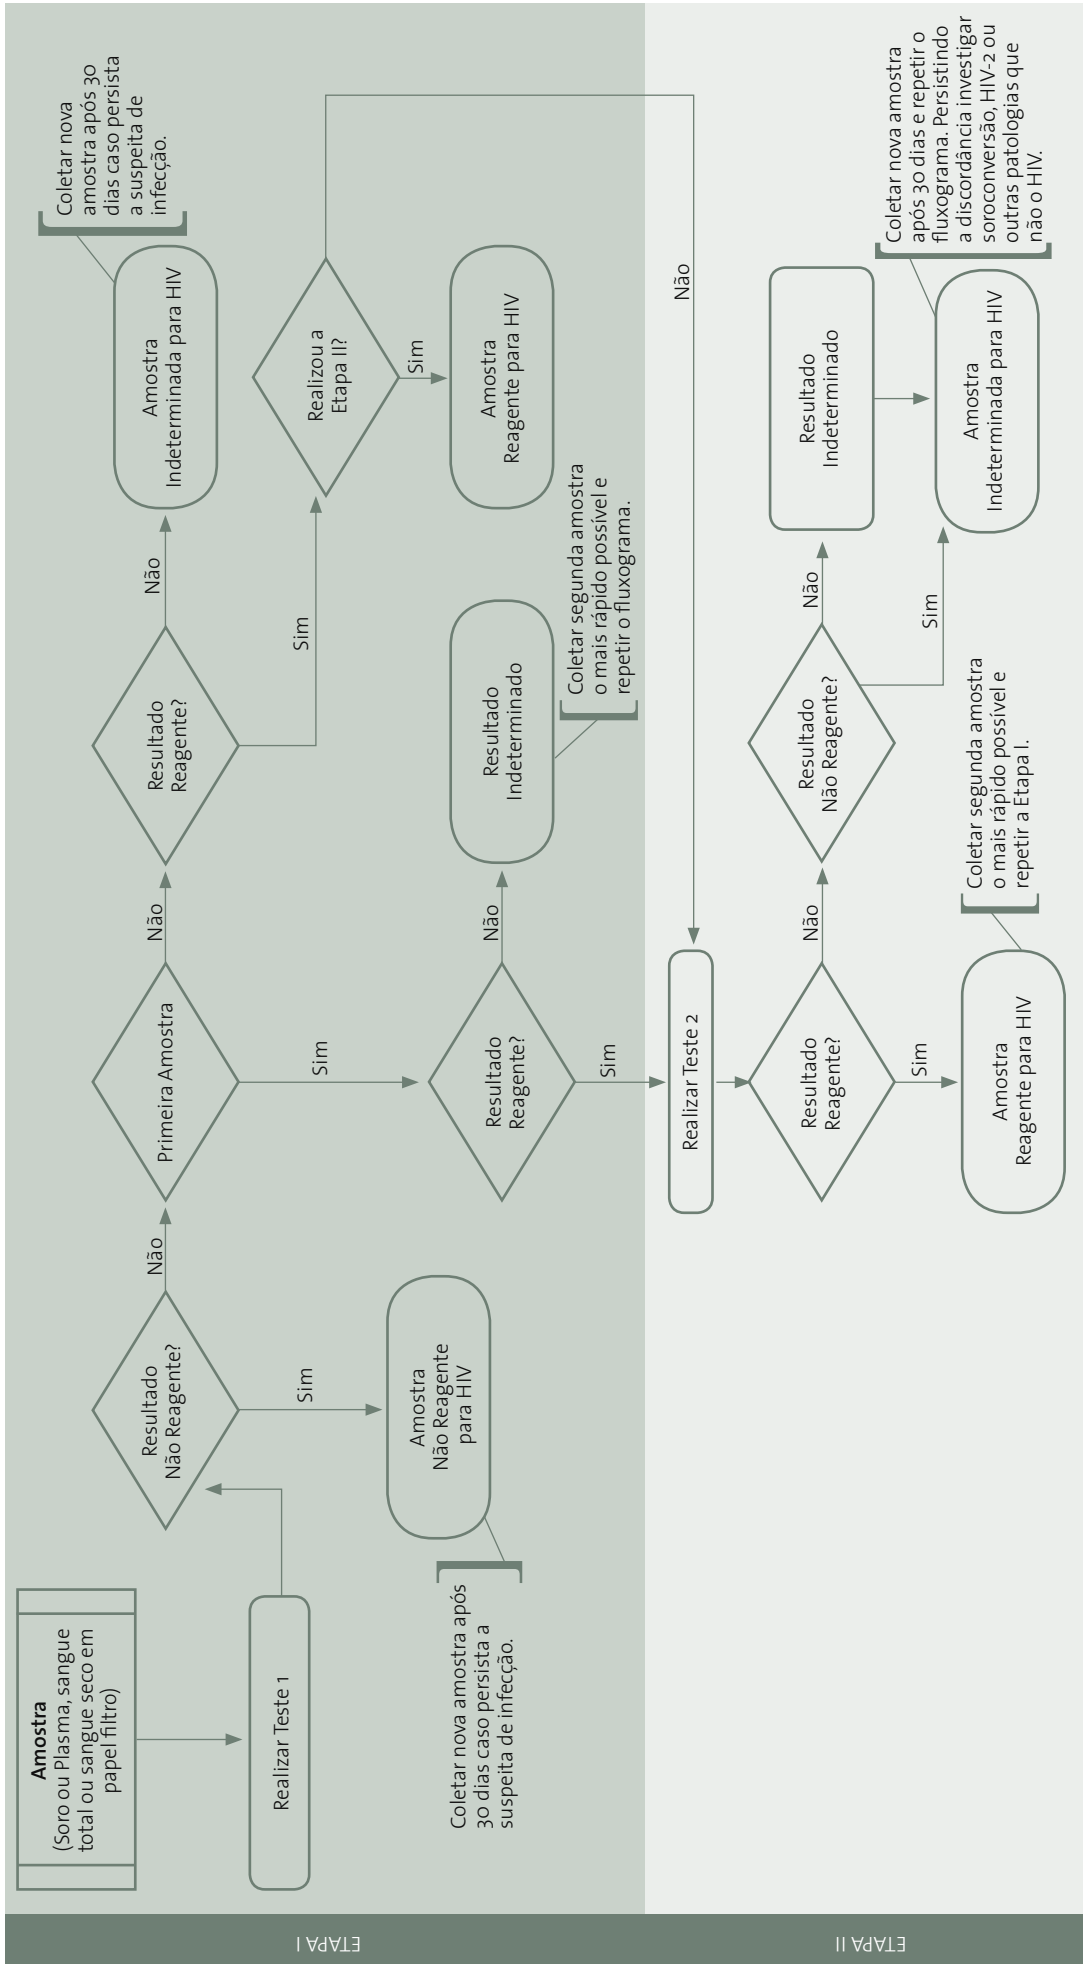 ETAPA I
Amostra
(Soro ou Plasma, sangue
total ou sangue seco em
papel filtro)
Realizar Teste 1
Resultado
Não Reagente?
Sim
Amostra
Não Reagente
para HIV
Coletar nova amostra após
30 dias caso persista a
suspeita de infecção.
Não
Primeira Amostra
Sim
Resultado
Reagente?
Não
Resultado
Indeterminado
Coletar segunda amostra
o mais rápido possível e
repetir o fluxograma.
Sim
Não
Resultado
Reagente?
Não
Amostra
Indeterminada para HIV
Coletar nova
amostra após 30
dias caso persista
a suspeita de
infecção.
Sim
Realizou a
Etapa II?
Sim
Amostra
Reagente para HIV
Não
ETAPA II
Realizar Teste 2
Resultado
Reagente?
Sim
Amostra
Reagente para HIV
Coletar segunda amostra
o mais rápido possível e
repetir a Etapa I.
Não
Resultado
Não Reagente?
Não
Resultado
Indeterminado
Sim
Amostra
Indeterminada para HIV
Coletar nova amostra
após 30 dias e repetir o
fluxograma. Persistindo
a discordância investigar
soroconversão, HIV-2 ou
outras patologias que
não o HIV.